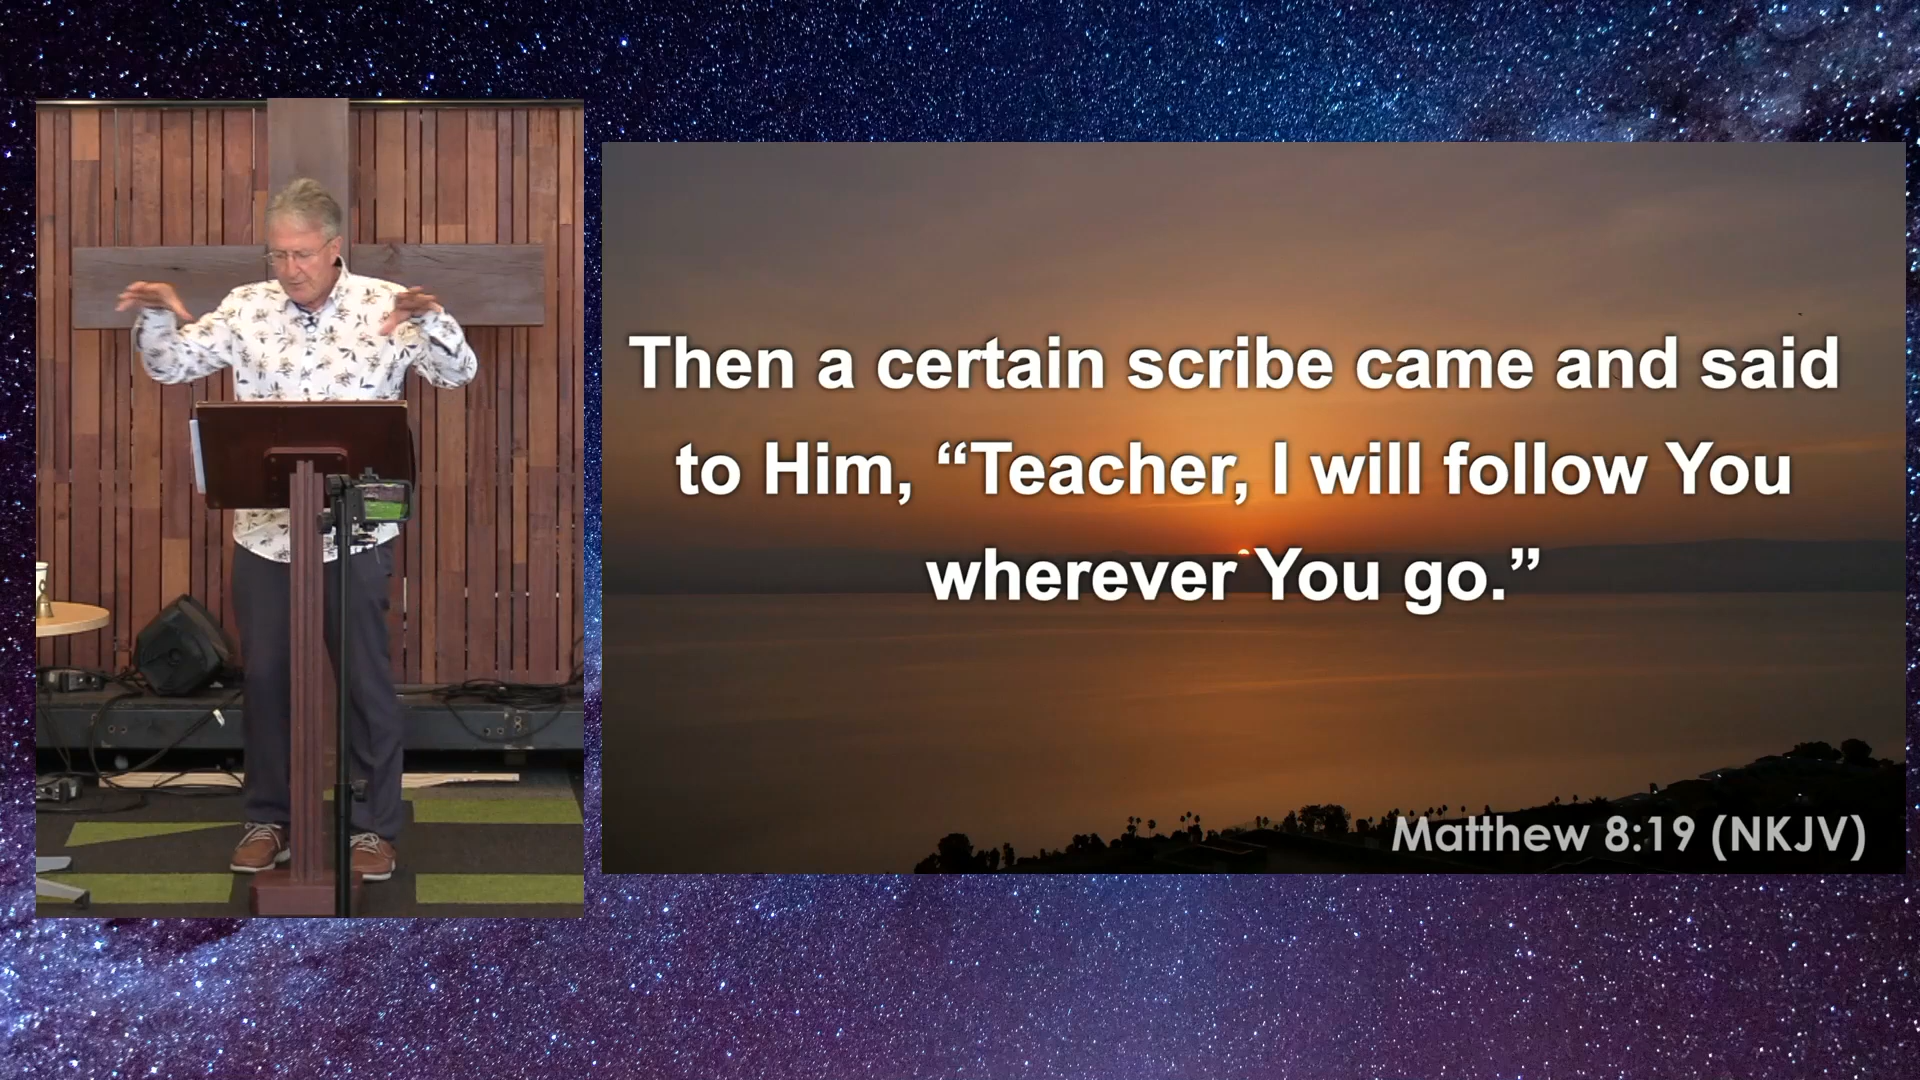 Then a certain scribe came and said
to Him, “Teacher, I will follow You
wherever You go.”
Matthew 8:19 (NKJV)